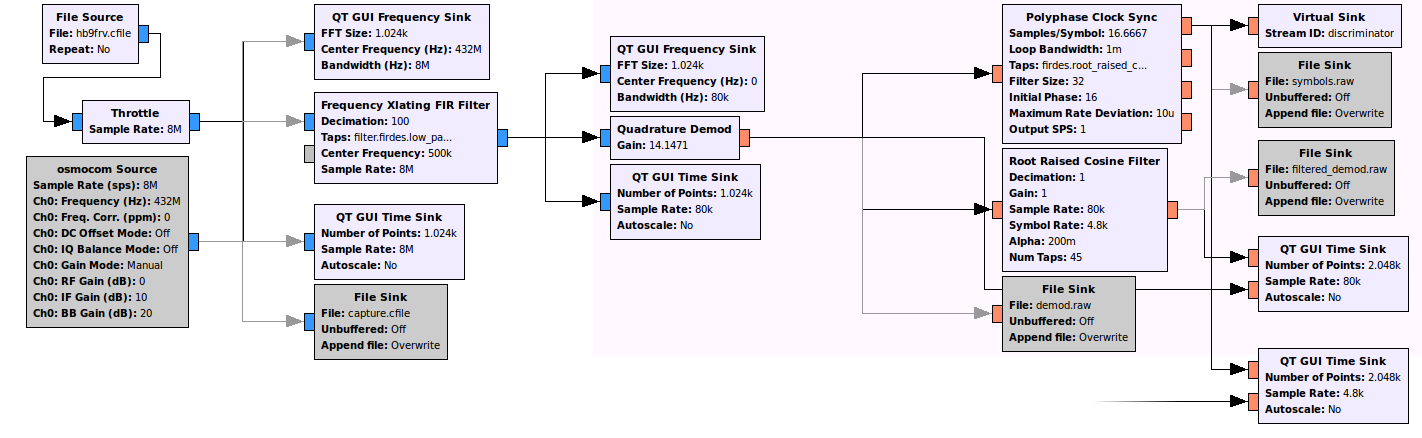 File Source
File: hb9frv.cfile
Repeat: No
Throttle
Sample Rate: 8M
osmocom Source
Sample Rate (sps): 8M
Ch0: Frequency (Hz): 432M
Ch0: Freq. Corr. (ppm): 0
Ch0: DC Offset Mode: Off
Ch0: IQ Balance Mode: Off
Ch0: Gain Mode: Manual
Ch0: RF Gain (dB): 0
Ch0: IF Gain (dB): 10
Ch0: BB Gain (dB): 20
QT GUI Frequency Sink
FFT Size: 1.024k
Center Frequency (Hz): 432M
Bandwidth (Hz): 8M
Frequency Xlating FIR Filter
Decimation: 100
Taps: filter.firdes.low_pa...
Center Frequency: 500k
Sample Rate: 8M
QT GUI Time Sink
Number of Points: 1.024k
Sample Rate: 8M
Autoscale: No
File Sink
File: capture.cfile
Unbuffered: Off
Append file: Overwrite
QT GUI Frequency Sink
FFT Size: 1.024k
Center Frequency (Hz): 0
Bandwidth (Hz): 80k
Quadrature Demod
Gain: 14.1471
QT GUI Time Sink
Number of Points: 1.024k
Sample Rate: 80k
Autoscale: No
Polyphase Clock Sync
Samples/Symbol: 16.6667
Loop Bandwidth: 1m
Taps: firdes.root_raised_c...
Filter Size: 32
Initial Phase: 16
Maximum Rate Deviation: 10u
Output SPS: 1
Root Raised Cosine Filter
Decimation: 1
Gain: 1
Sample Rate: 80k
Symbol Rate: 4.8k
Alpha: 200m
Num Taps: 45
File Sink
File: demod.raw
Unbuffered: Off
Append file: Overwrite
Virtual Sink
Stream ID: discriminator
File Sink
File: symbols.raw
Unbuffered: Off
Append file: Overwrite
File Sink
File: filtered_demod.raw
Unbuffered: Off
Append file: Overwrite
QT GUI Time Sink
Number of Points: 2.048k
Sample Rate: 80k
Autoscale: No
QT GUI Time Sink
Number of Points: 2.048k
Sample Rate: 4.8k
Autoscale: No